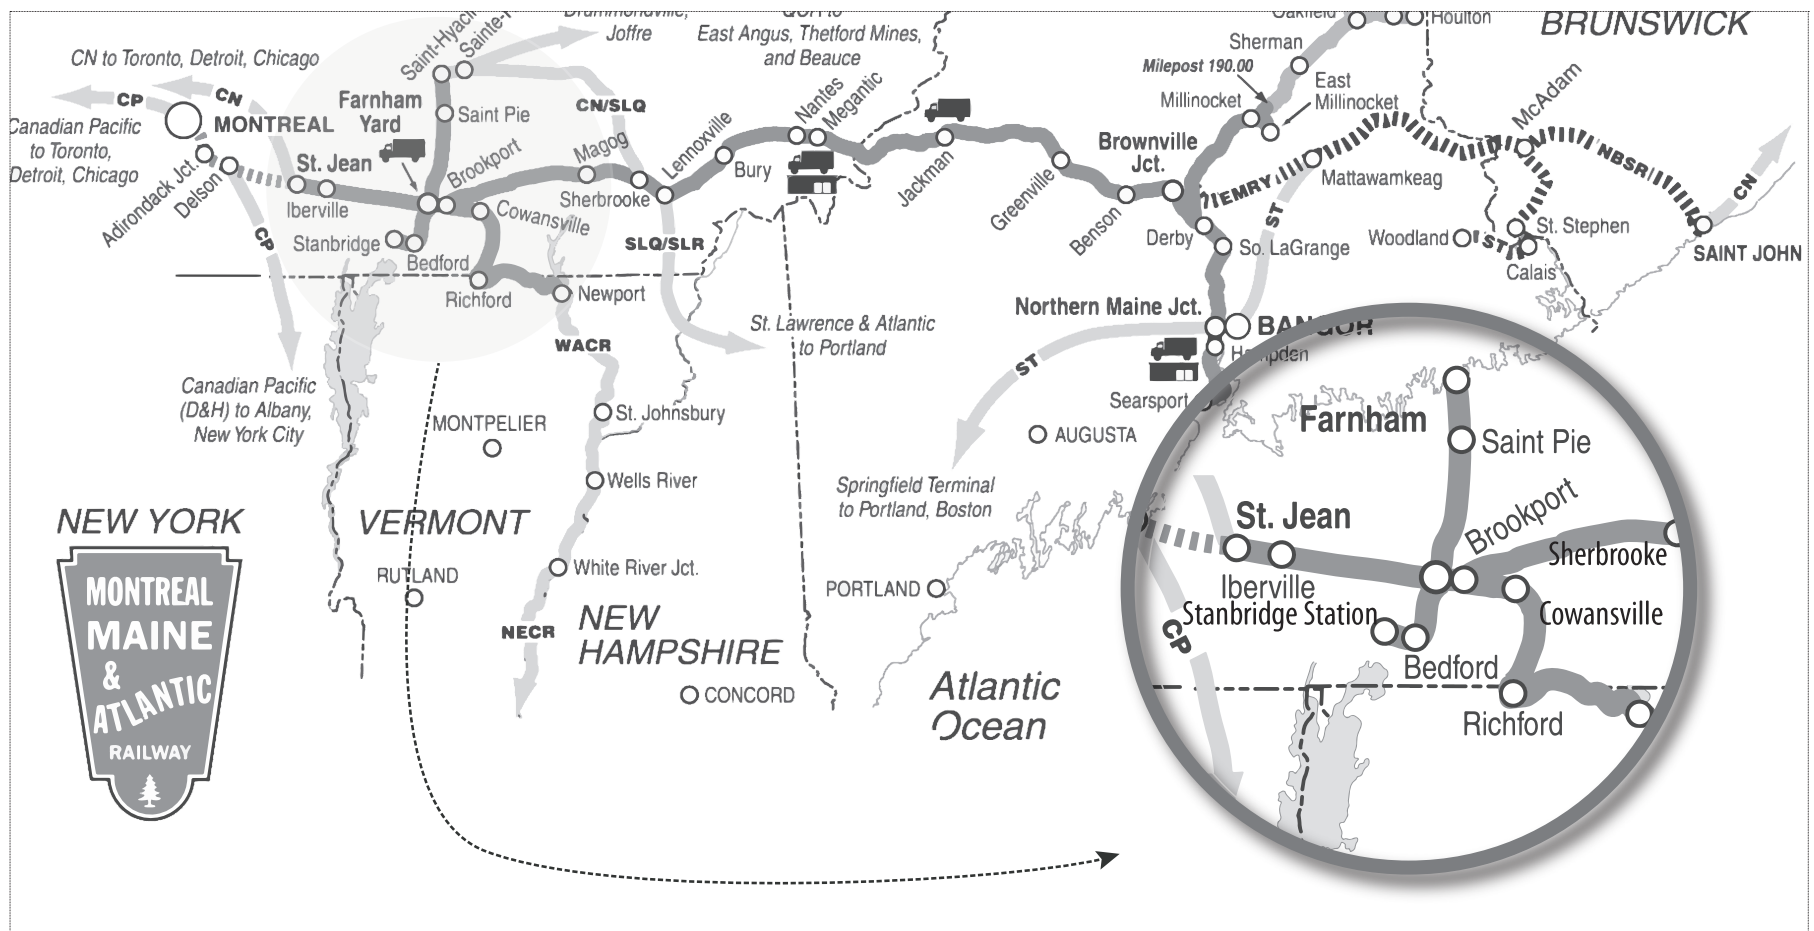 Drummondville,
Joffre
QCR to
East Angus, Thetford Mines,
and Beauce
Oakfield
Houlton
BRUNSWICK
CN to Toronto, Detroit, Chicago
CP
CN
Canadian Pacific
to Toronto,
Detroit, Chicago
MONTREAL
Farnham
Yard
Saint Pie
CN/SLQ
Nantes
Megantic
Sherman
Milepost 190.00
Millinocket
East
Millinocket
McAdam
Adirondack Jct.
Delson
St. Jean
Iberville
Brookport
Magog
Lennoxville
Sherbrooke
Bury
Jackman
Greenville
Brownville
Jct.
Benson
EMRY
Mattawamkeag
NBSR
CN
CP
Stanbridge
Bedford
Cowansville
SLQ/SLR
Derby
So. LaGrange
ST
Woodland
ST
St. Stephen
Calais
SAINT JOHN
Richford
Newport
Northern Maine Jct.
BANGOR
Hampden
Searsport
WACR
St. Lawrence & Atlantic
to Portland
ST
Canadian Pacific
(D&H) to Albany,
New York City
MONTPELIER
St. Johnsbury
AUGUSTA
Wells River
Springfield Terminal
to Portland, Boston
NEW YORK
VERMONT
RUTLAND
White River Jct.
PORTLAND
NECR
NEW
HAMPSHIRE
CONCORD
Atlantic
Ocean
MONTREAL
MAINE
&
ATLANTIC
RAILWAY
Farnham
Saint Pie
St. Jean
Iberville
Brookport
Sherbrooke
Stanbridge Station
Cowansville
CP
Bedford
Richford